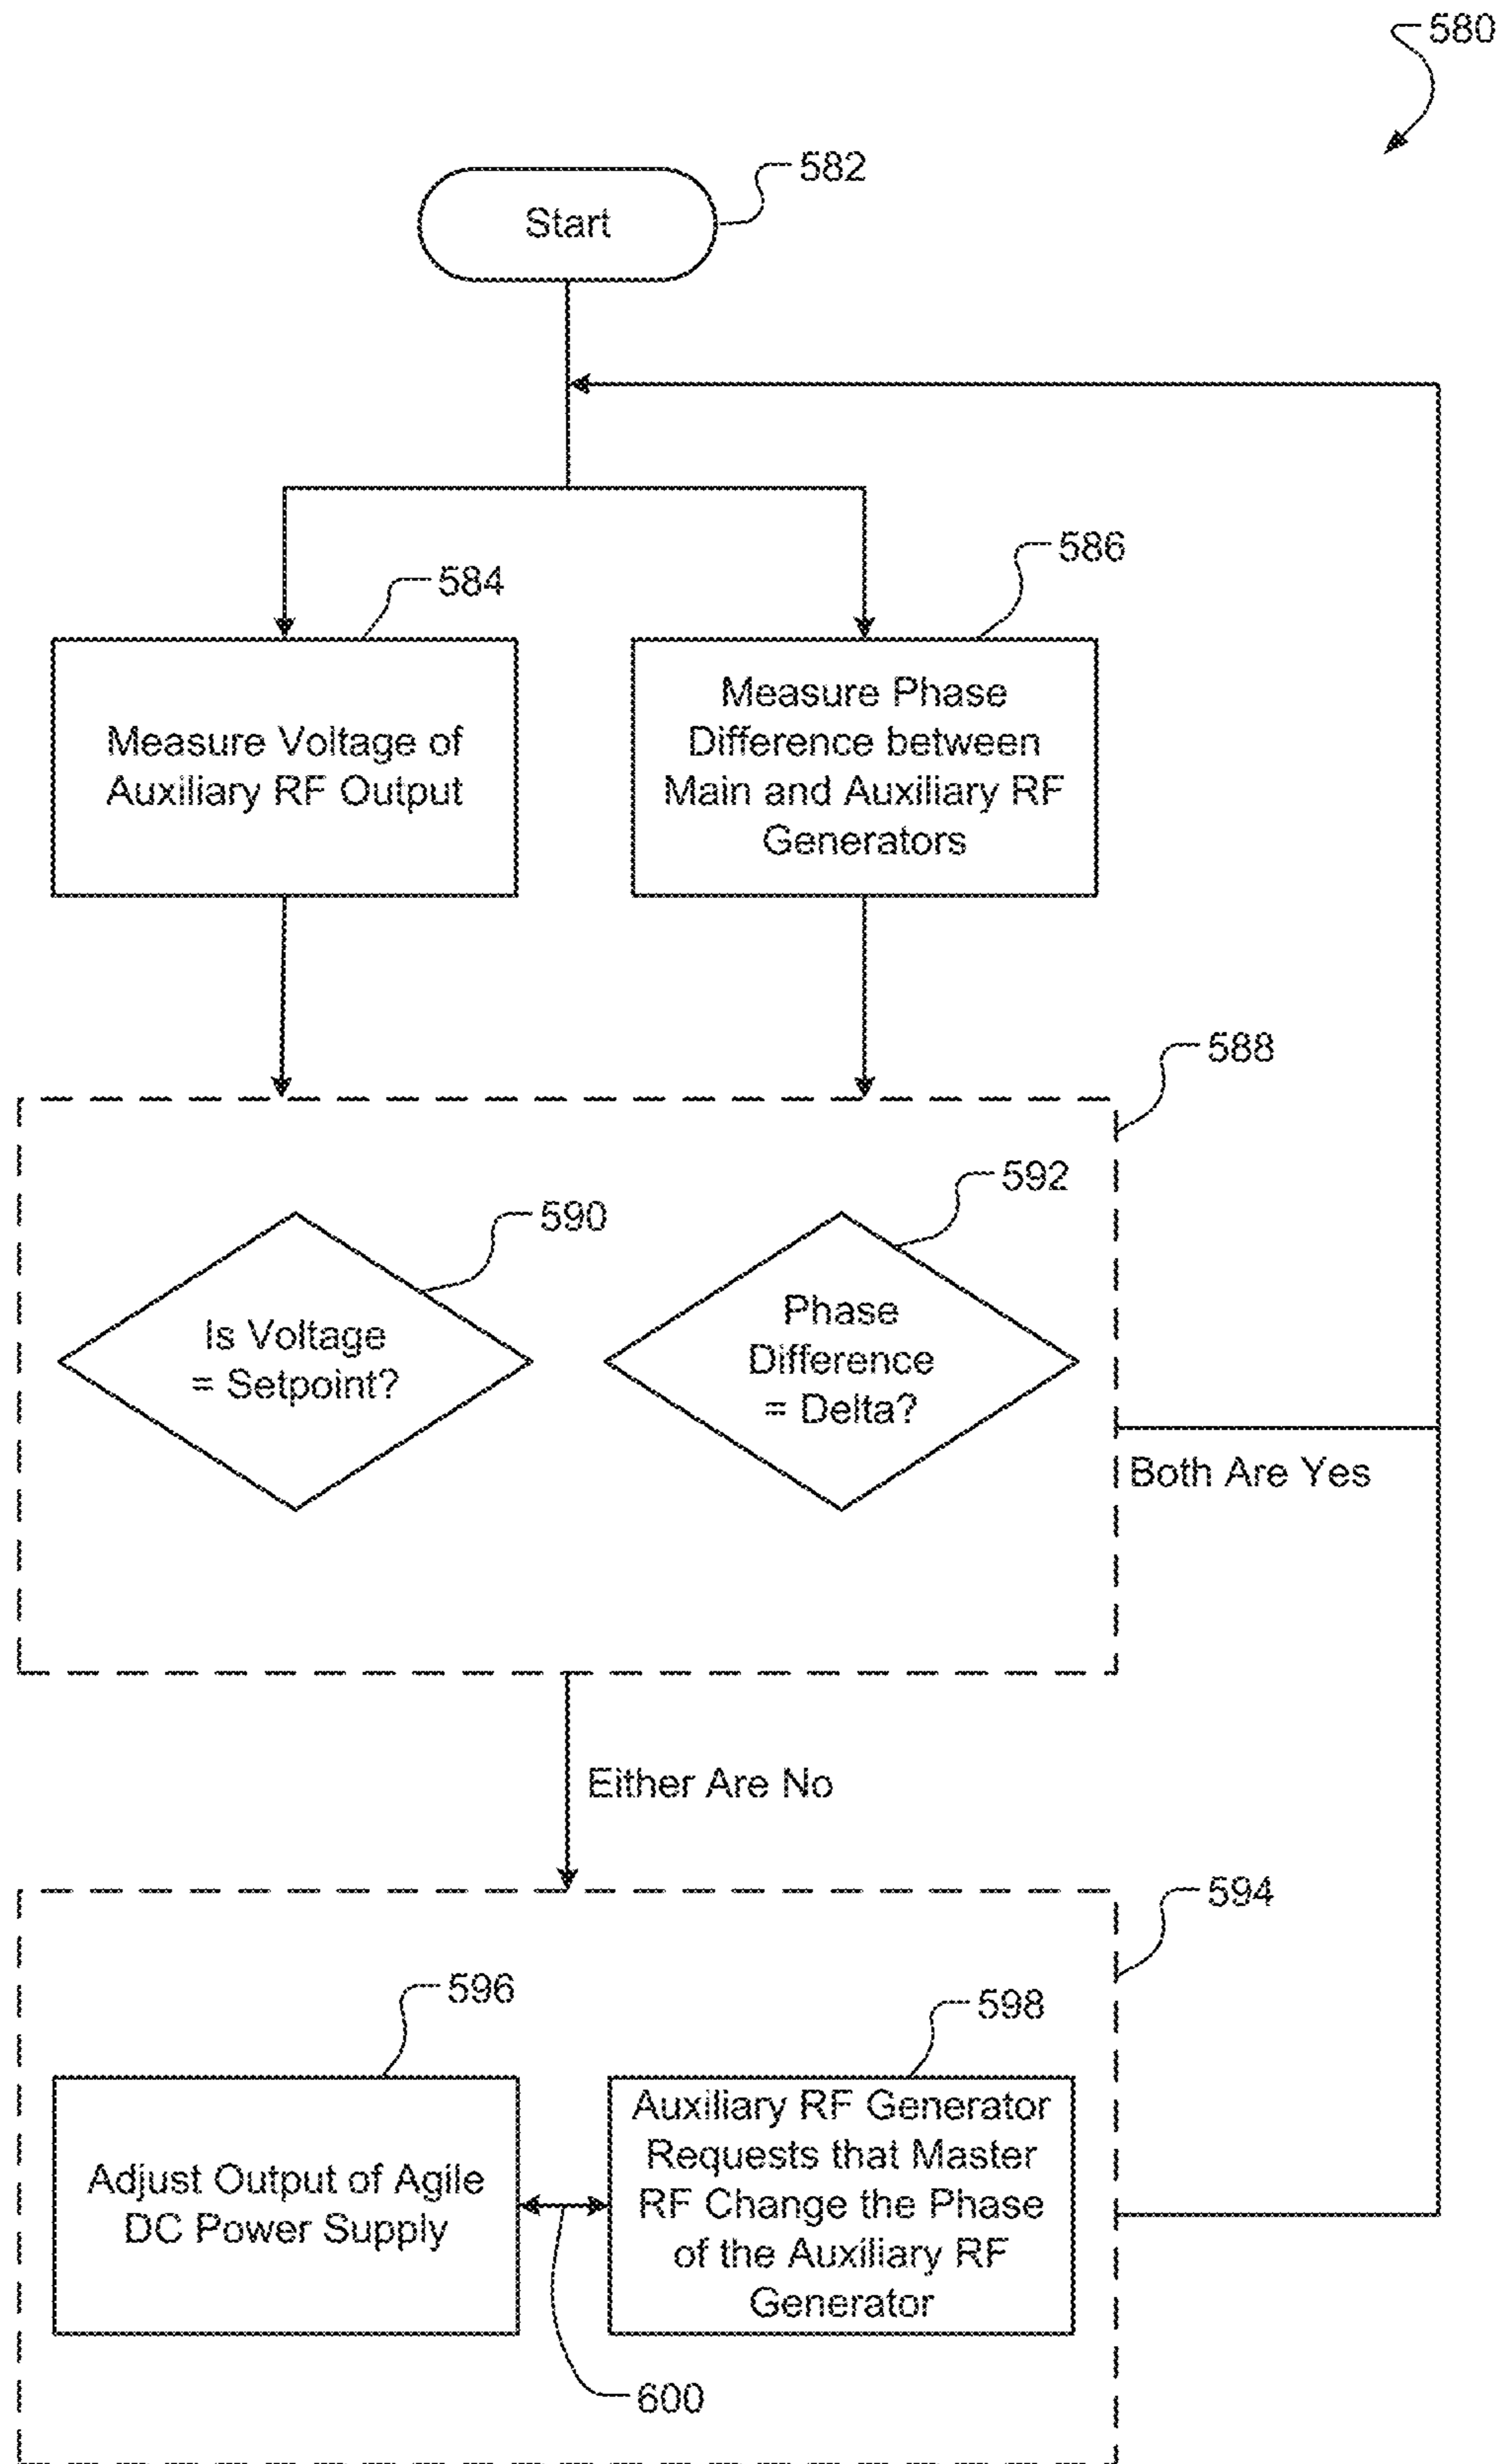 580
582
Start
584
586
Measure Voltage of
Auxiliary RF Output
Measure Phase
Difference between
Main and Auxiliary RF
Generators
588
590
592
Is Voltage
= Setpoint?
Phase
Difference
= Delta?
Both Are Yes
Either Are No
594
596
598
Adjust Output of Agile
DC Power Supply
Auxiliary RF Generator
Requests that Master
RF Change the Phase
of the Auxiliary RF
Generator
600